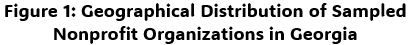 Figure 1: Geographical Distribution of Sampled
Nonprofit Organizations in Georgia